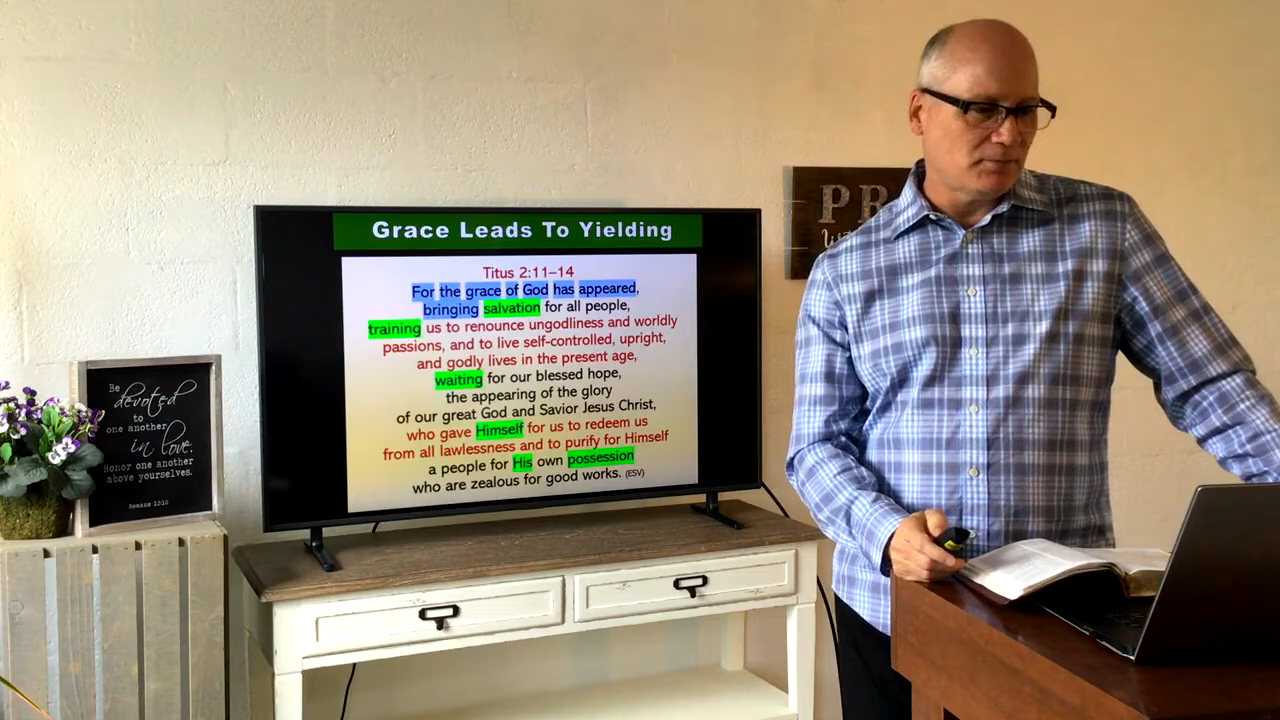 Grace Leads To Yielding
Titus 2:11–14
For the grace of God has appeared,
bringing salvation for all people,
training us to renounce ungodliness and worldly
passions, and to live self-controlled, upright,
and godly lives in the present age,
waiting for our blessed hope,
the appearing of the glory
of our great God and Savior Jesus Christ,
who gave Himself for us to redeem us
from all lawlessness and to purify for Himself
a people for His own possession
who are zealous for good works. (ESV)
Be
devoted
to
one another
in love.
Honor one another
above yourselves.
Romans 12:10
PR